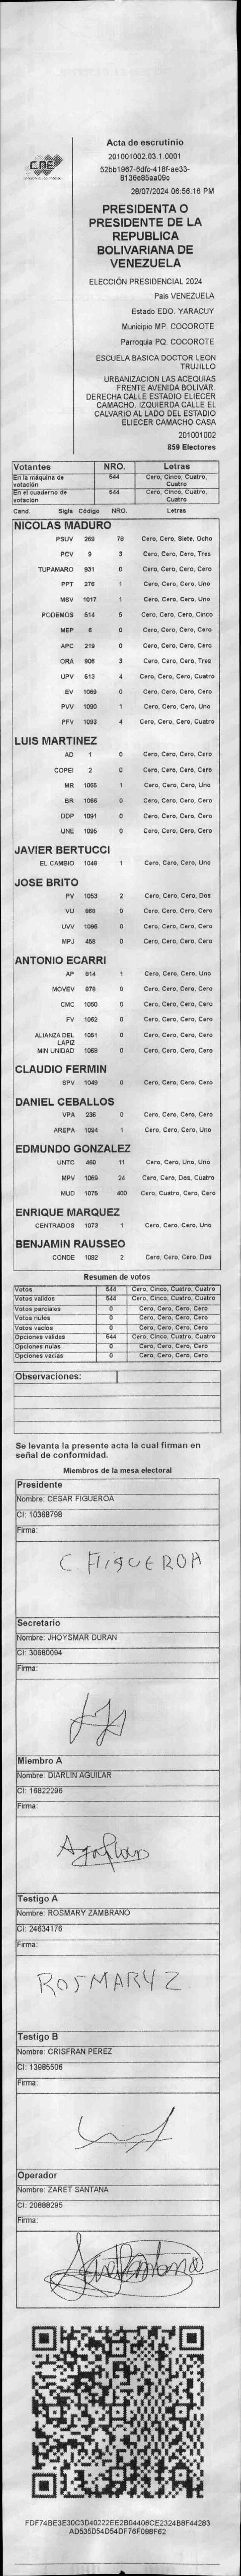 CNE
Acta de escrutinio
201001002.03.1.0001
52bb1967-6dfc-418f-ae33-
8136e85aa09c
28/07/2024 06:56:16 PM
PRESIDENTA O
PRESIDENTE DE LA
REPUBLICA
BOLIVARIANA DE
VENEZUELA
ELECCIÓN PRESIDENCIAL 2024
Pais VENEZUELA
Estado EDO. YARACUY
Municipio MP. COCOROTE
Parroquia PQ. COCOROTE
ESCUELA BASICA DOCTOR LEON
TRUJILLO
URBANIZACION LAS ACEQUIAS
FRENTE AVENIDA BOLIVAR.
DERECHA CALLE ESTADIO ELIECER
CAMACHO. IZQUIERDA CALLE EL
CALVARIO AL LADO DEL ESTADIO
ELIECER CAMACHO CASA
201001002
859 Electores
Votantes NRO. Letras
En la máquina de votación 544 Cero, Cinco, Cuatro, Cuatro
En el cuaderno de votación 544 Cero, Cinco, Cuatro, Cuatro
Cand. Sigls Código NRO. Letras
NICOLAS MADURO
PSUV 269 78 Cero, Cero, Siete, Ocho
PCV 9 3 Cero, Cero, Cero, Tres
TUPAMARO 931 0 Cero, Cero, Cero, Cero
PPT 276 1 Cero, Cero, Cero, Uno
MSV 1017 1 Cero, Cero, Cero, Uno
PODEMOS 514 5 Cero, Cero, Cero, Cinco
MEP 6 0 Cero, Cero, Cero, Cero
APC 219 0 Cero, Cero, Cero, Cero
ORA 906 3 Cero, Cero, Cero, Tres
UPV 513 4 Cero, Cero, Cero, Cuatro
EV 1089 0 Cero, Cero, Cero, Cero
PVV 1090 1 Cero, Cero, Cero, Uno
PFV 1093 4 Cero, Cero, Cero, Cuatro
LUIS MARTINEZ
AD 1 0 Cero, Cero, Cero, Cero
COPEI 2 0 Cero, Cero, Cero, Cero
MR 1065 1 Cero, Cero, Cero, Uno
BR 1066 0 Cero, Cero, Cero, Cero
DDP 1091 0 Cero, Cero, Cero, Cero
UNE 1095 0 Cero, Cero, Cero, Cero
JAVIER BERTUCCI
EL CAMBIO 1048 1 Cero, Cero, Cero, Uno
JOSE BRITO
PV 1053 2 Cero, Cero, Cero, Dos
VU 868 0 Cero, Cero, Cero, Cero
UVV 1096 0 Cero, Cero, Cero, Cero
MPJ 458 0 Cero, Cero, Cero, Cero
ANTONIO ECARRI
AP 814 1 Cero, Cero, Cero, Uno
MOVEV 879 0 Cero, Cero, Cero, Cero
CMC 1050 0 Cero, Cero, Cero, Cero
FV 1062 0 Cero, Cero, Cero, Cero
ALIANZA DEL LAPIZ 1061 0 Cero, Cero, Cero, Cero
MIN UNIDAD 1068 0 Cero, Cero, Cero, Cero
CLAUDIO FERMIN
SPV 1049 0 Cero, Cero, Cero, Cero
DANIEL CEBALLOS
VPA 236 0 Cero, Cero, Cero, Cero
AREPA 1094 1 Cero, Cero, Cero, Uno
EDMUNDO GONZALEZ
UNTC 460 11 Cero, Cero, Uno, Uno
MPV 1069 24 Cero, Cero, Dos, Cuatro
MUD 1075 400 Cero, Cuatro, Cero, Cero
ENRIQUE MARQUEZ
CENTRADOS 1073 1 Cero, Cero, Cero, Uno
BENJAMIN RAUSSEO
CONDE 1092 2 Cero, Cero, Cero, Dos
Resumen de votos
Votos 544 Cero, Cinco, Cuatro, Cuatro
Votos validos 544 Cero, Cinco, Cuatro, Cuatro
Votos parciales 0 Cero, Cero, Cero, Cero
Votos nulos 0 Cero, Cero, Cero, Cero
Votos vacios 0 Cero, Cero, Cero, Cero
Opciones validas 544 Cero, Cinco, Cuatro, Cuatro
Opciones nulas 0 Cero, Cero, Cero, Cero
Opciones vacias 0 Cero, Cero, Cero, Cero
Observaciones:
Se levanta la presente acta la cual firman en
señal de conformidad.
Miembros de la mesa electoral
Presidente
Nombre: CESAR FIGUEROA
CI: 10368798
Firma:
C. FIGUEROA
Secretario
Nombre: JHOYSMAR DURAN
CI: 30680094
Firma:
Miembro A
Nombre: DIARLIN AGUILAR
CI: 16822296
Firma:
Testigo A
Nombre: ROSMARY ZAMBRANO
CI: 24634176
Firma:
ROSMARY Z
Testigo B
Nombre: CRISFRAN PEREZ
CI: 13985506
Firma:
Operador
Nombre: ZARET SANTANA
CI: 20888295
Firma:
FDF74BE3E30C3D40222EE2B04406CE2324B8F44283
AD535D54D54DF76F098F62